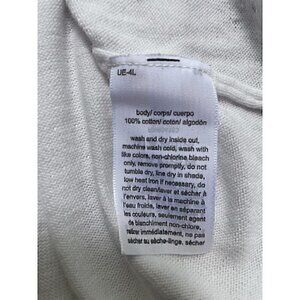 UE-4L
body/ corps/ cuerpo
100% cotton/ coton/ algodón
wash and dry inside out,
machine wash cold, wash with
like colors, non-chlorine bleach
only, remove promptly, do not
tumble dry, line dry in shade,
low heat iron if necessary, do
not dry clean/laver et sécher à
l'envers, laver à la machine à
l'eau froide, laver en séparant
les couleurs, seulement agent
de blanchiment non-chlore,
retirer immédiatement, ne pas
sécher au sèche-linge, sécher